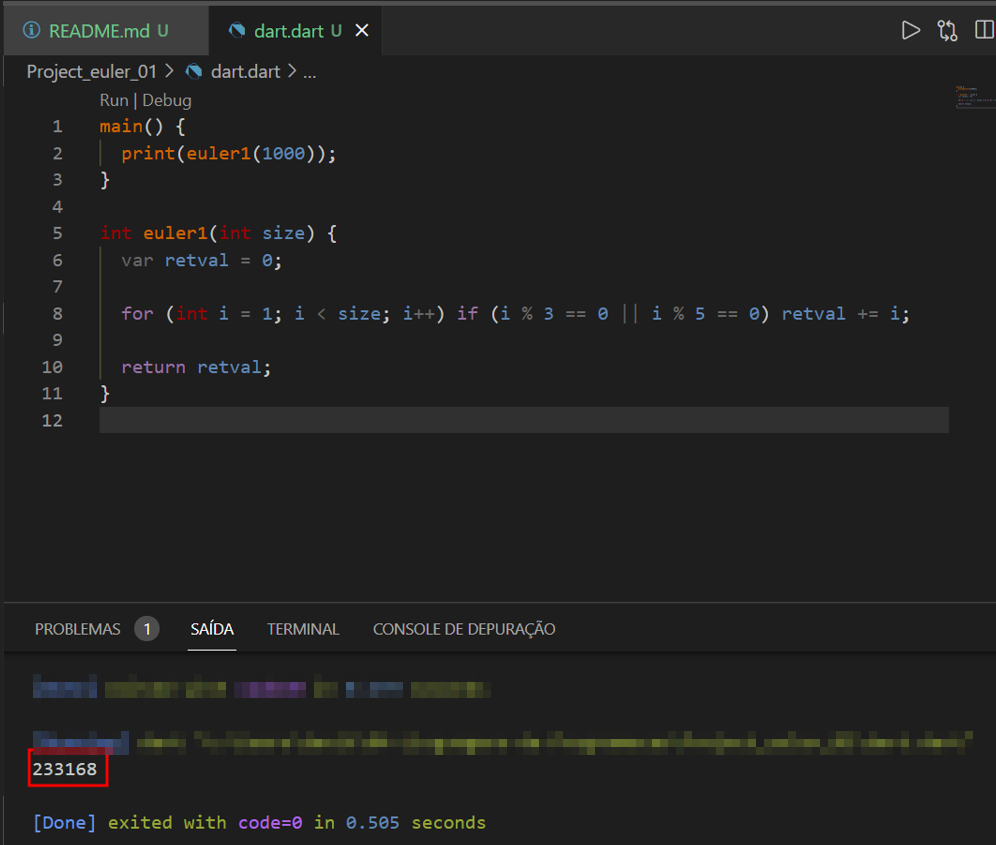 README.md U dart.dart U
Project_euler_01 > dart.dart > ...
Run | Debug
1 main() {
2 print(euler1(1000));
3 }
4
5 int euler1(int size) {
6 var retval = 0;
7
8 for (int i = 1; i < size; i++) if (i % 3 == 0 || i % 5 == 0) retval += i;
9
10 return retval;
11 }
12
PROBLEMAS 1 SAÍDA TERMINAL CONSOLE DE DEPURAÇÃO
233168
[Done] exited with code=0 in 0.505 seconds